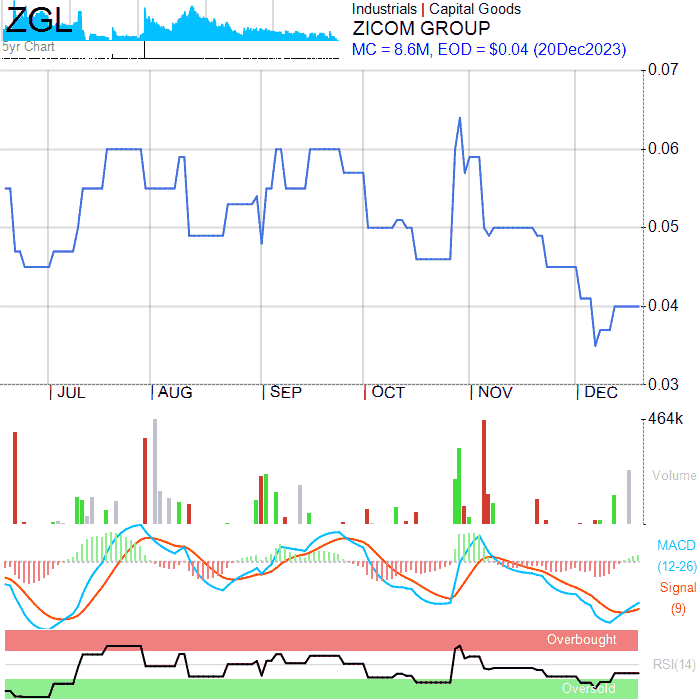 ZGL
5yr Chart
Industrials | Capital Goods
ZICOM GROUP
MC = 8.6M, EOD = $0.04 (20Dec2023)
0.07
0.06
0.05
0.04
0.03
JUL AUG SEP OCT NOV DEC
464k
Volume
MACD
(12-26)
Signal
(9)
Overbought
RSI(14)
Oversold